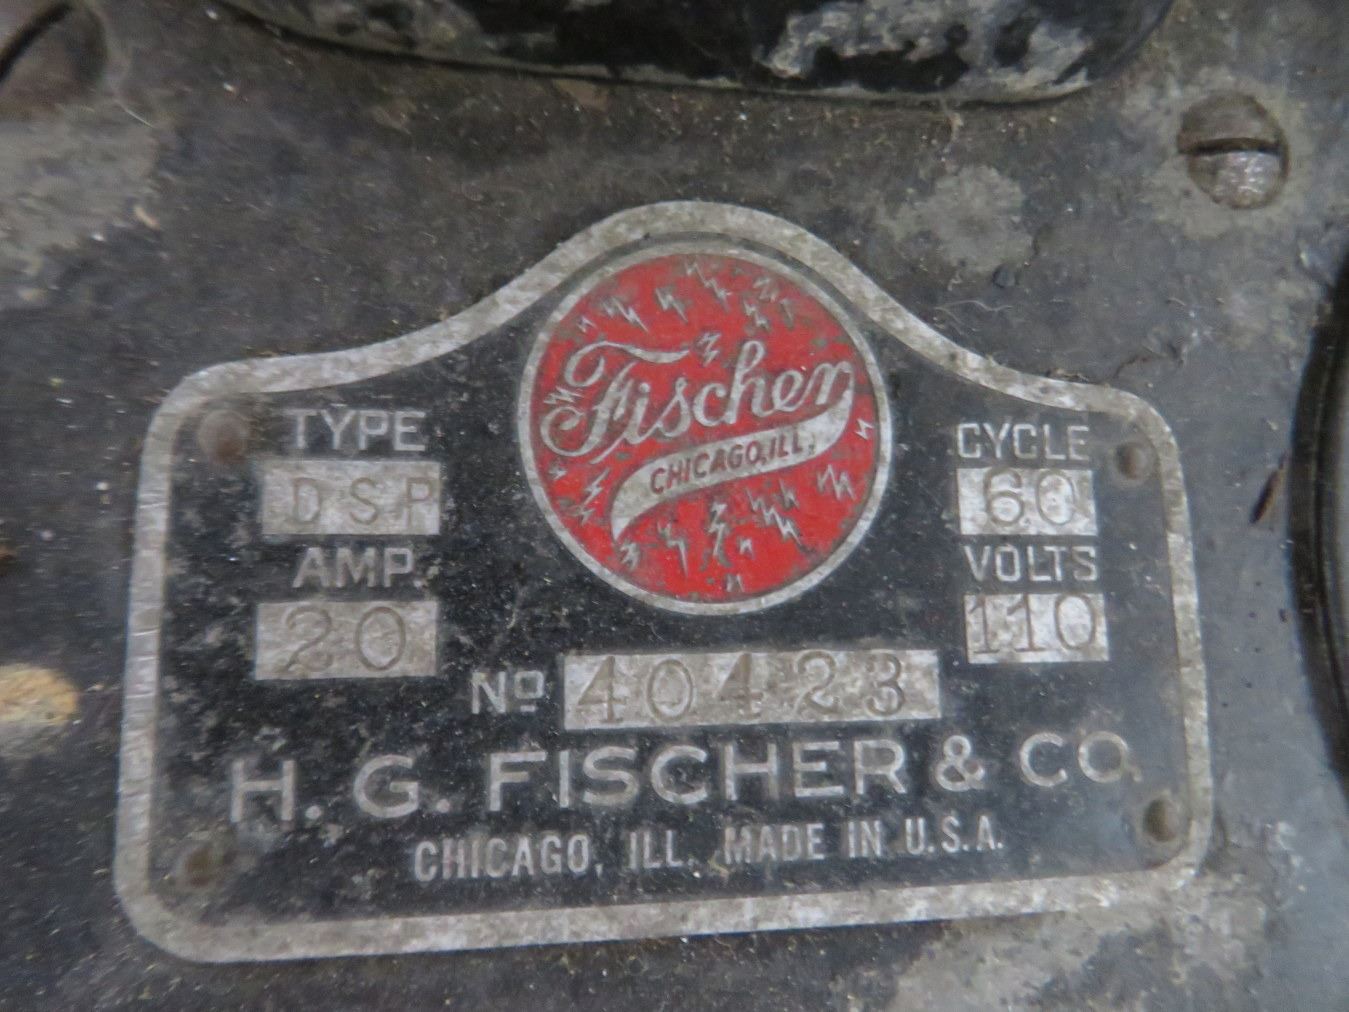 Fischer
CHICAGO, ILL.
TYPE
DSP
AMP.
20
CYCLE
60
VOLTS
110
No 40423
H. G. FISCHER & CO.
CHICAGO, ILL. MADE IN U.S.A.